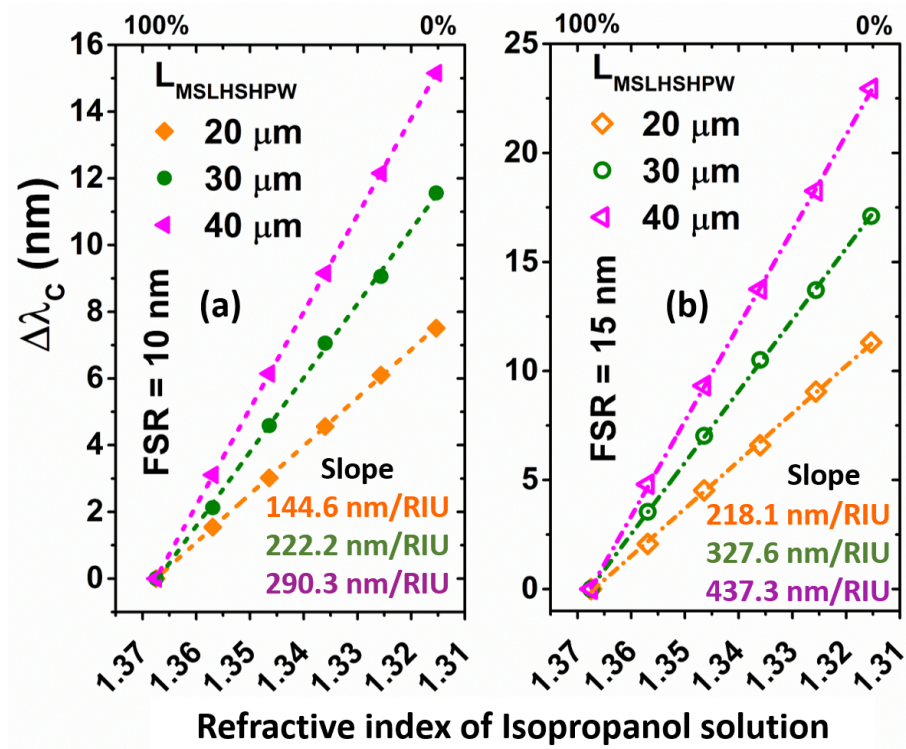 100% 0%
16
14
12
10
8
6
4
2
0
Δλc (nm)
LMSLHSHPW
20 μm
30 μm
40 μm
FSR = 10 nm
(a)
Slope
144.6 nm/RIU
222.2 nm/RIU
290.3 nm/RIU
1.37 1.36 1.35 1.34 1.33 1.32 1.31
100% 0%
25
20
15
10
5
0
LMSLHSHPW
20 μm
30 μm
40 μm
FSR = 15 nm
(b)
Slope
218.1 nm/RIU
327.6 nm/RIU
437.3 nm/RIU
1.37 1.36 1.35 1.34 1.33 1.32 1.31
Refractive index of Isopropanol solution